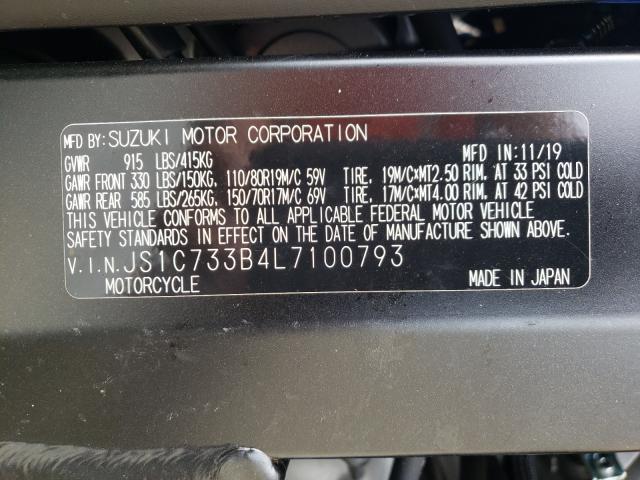 MFD BY: SUZUKI MOTOR CORPORATION MFD IN: 11/19
GVWR 915 LBS/415KG
GAWR FRONT 330 LBS/150KG, 110/80R19M/C 59V TIRE, 19M/C×MT2.50 RIM. AT 33 PSI COLD
GAWR REAR 585 LBS/265KG, 150/70R17M/C 69V TIRE, 17M/C×MT4.00 RIM. AT 42 PSI COLD
THIS VEHICLE CONFORMS TO ALL APPLICABLE FEDERAL MOTOR VEHICLE
SAFETY STANDARDS IN EFFECT ON THE DATE OF MANUFACTURE SHOWN ABOVE.
V.I.N. JS1C733B4L7100793
MOTORCYCLE MADE IN JAPAN